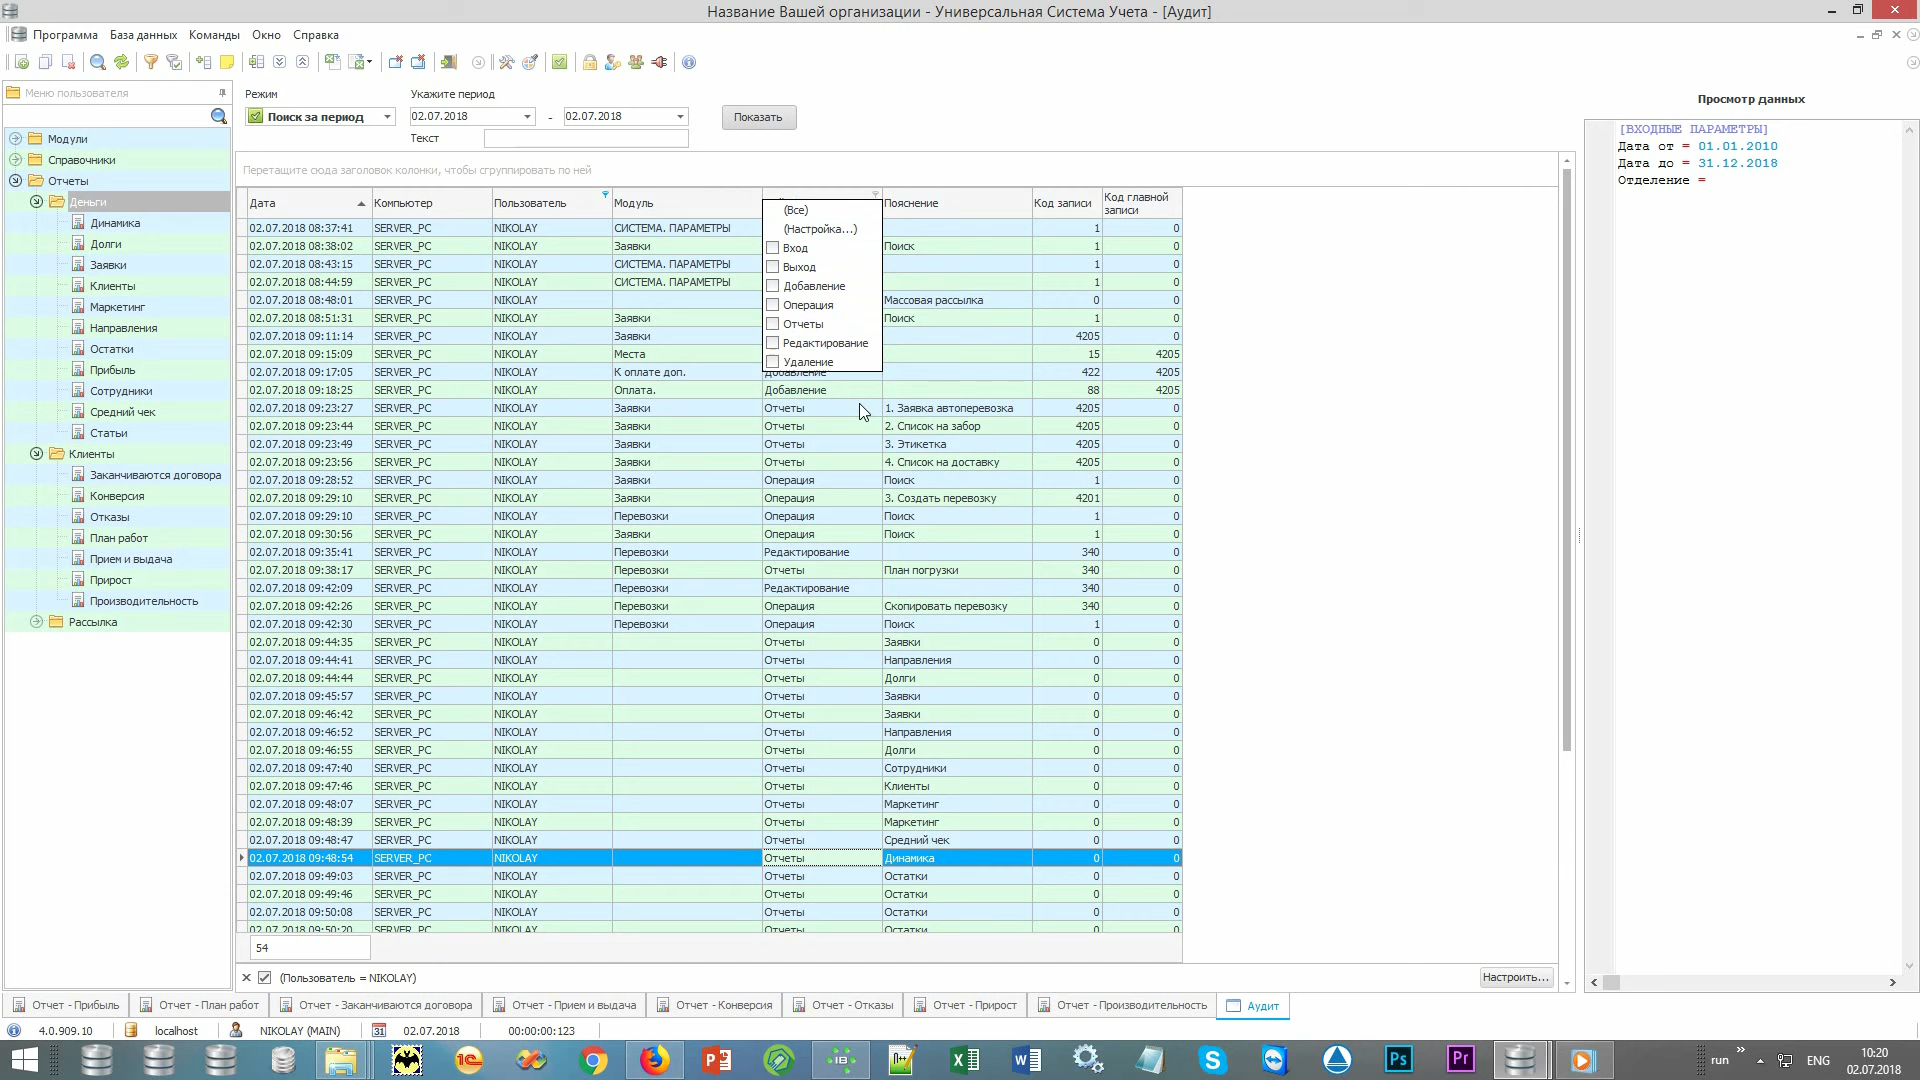 Название Вашей организации - Универсальная Система Учета - [Аудит]
Программа База данных Команды Окно Справка
Меню пользователя
Модули
Справочники
Отчеты
Деньги
Динамика
Долги
Заявки
Клиенты
Маркетинг
Направления
Остатки
Прибыль
Сотрудники
Средний чек
Статьи
Клиенты
Заканчиваются договора
Конверсия
Отказы
План работ
Прием и выдача
Прирост
Производительность
Рассылка
Режим Укажите период
Поиск за период 02.07.2018 - 02.07.2018 Показать
Текст
Перетащите сюда заголовок колонки, чтобы сгруппировать по ней
Дата Компьютер Пользователь Модуль Пояснение Код записи Код главной записи
02.07.2018 08:37:41 SERVER_PC NIKOLAY СИСТЕМА. ПАРАМЕТРЫ 1 0
02.07.2018 08:38:02 SERVER_PC NIKOLAY Заявки Поиск 1 0
02.07.2018 08:43:15 SERVER_PC NIKOLAY СИСТЕМА. ПАРАМЕТРЫ 1 0
02.07.2018 08:44:59 SERVER_PC NIKOLAY СИСТЕМА. ПАРАМЕТРЫ 1 0
02.07.2018 08:48:01 SERVER_PC NIKOLAY Массовая рассылка 0 0
02.07.2018 08:51:31 SERVER_PC NIKOLAY Заявки Поиск 1 0
02.07.2018 09:11:14 SERVER_PC NIKOLAY Заявки 4205 0
02.07.2018 09:15:09 SERVER_PC NIKOLAY Места 15 4205
02.07.2018 09:17:05 SERVER_PC NIKOLAY К оплате доп. Добавление 422 4205
02.07.2018 09:18:25 SERVER_PC NIKOLAY Оплата. Добавление 88 4205
02.07.2018 09:23:27 SERVER_PC NIKOLAY Заявки Отчеты 1. Заявка автоперевозка 4205 0
02.07.2018 09:23:44 SERVER_PC NIKOLAY Заявки Отчеты 2. Список на забор 4205 0
02.07.2018 09:23:49 SERVER_PC NIKOLAY Заявки Отчеты 3. Этикетка 4205 0
02.07.2018 09:23:56 SERVER_PC NIKOLAY Заявки Отчеты 4. Список на доставку 4205 0
02.07.2018 09:28:52 SERVER_PC NIKOLAY Заявки Операция Поиск 1 0
02.07.2018 09:29:10 SERVER_PC NIKOLAY Заявки Операция 3. Создать перевозку 4201 0
02.07.2018 09:29:10 SERVER_PC NIKOLAY Перевозки Операция Поиск 1 0
02.07.2018 09:30:56 SERVER_PC NIKOLAY Заявки Операция Поиск 1 0
02.07.2018 09:35:41 SERVER_PC NIKOLAY Перевозки Редактирование 340 0
02.07.2018 09:38:17 SERVER_PC NIKOLAY Перевозки Отчеты План погрузки 340 0
02.07.2018 09:42:09 SERVER_PC NIKOLAY Перевозки Редактирование 340 0
02.07.2018 09:42:26 SERVER_PC NIKOLAY Перевозки Операция Скопировать перевозку 340 0
02.07.2018 09:42:30 SERVER_PC NIKOLAY Перевозки Операция Поиск 1 0
02.07.2018 09:44:35 SERVER_PC NIKOLAY Отчеты Заявки 0 0
02.07.2018 09:44:41 SERVER_PC NIKOLAY Отчеты Направления 0 0
02.07.2018 09:44:44 SERVER_PC NIKOLAY Отчеты Долги 0 0
02.07.2018 09:45:57 SERVER_PC NIKOLAY Отчеты Заявки 0 0
02.07.2018 09:46:42 SERVER_PC NIKOLAY Отчеты Заявки 0 0
02.07.2018 09:46:52 SERVER_PC NIKOLAY Отчеты Направления 0 0
02.07.2018 09:46:55 SERVER_PC NIKOLAY Отчеты Долги 0 0
02.07.2018 09:47:40 SERVER_PC NIKOLAY Отчеты Сотрудники 0 0
02.07.2018 09:47:46 SERVER_PC NIKOLAY Отчеты Клиенты 0 0
02.07.2018 09:48:07 SERVER_PC NIKOLAY Отчеты Маркетинг 0 0
02.07.2018 09:48:39 SERVER_PC NIKOLAY Отчеты Маркетинг 0 0
02.07.2018 09:48:47 SERVER_PC NIKOLAY Отчеты Средний чек 0 0
02.07.2018 09:48:54 SERVER_PC NIKOLAY Отчеты Динамика 0 0
02.07.2018 09:49:03 SERVER_PC NIKOLAY Отчеты Остатки 0 0
02.07.2018 09:49:46 SERVER_PC NIKOLAY Отчеты Остатки 0 0
02.07.2018 09:50:08 SERVER_PC NIKOLAY Отчеты Остатки 0 0
02.07.2018 09:50:20 SERVER_PC NIKOLAY Отчеты Остатки 0 0
54
(Все)
(Настройка...)
Вход
Выход
Добавление
Операция
Отчеты
Редактирование
Удаление
(Пользователь = NIKOLAY) Настроить...
Просмотр данных
[ВХОДНЫЕ ПАРАМЕТРЫ]
Дата от = 01.01.2010
Дата до = 31.12.2018
Отделение =
Отчет - Прибыль Отчет - План работ Отчет - Заканчиваются договора Отчет - Прием и выдача Отчет - Конверсия Отчет - Отказы Отчет - Прирост Отчет - Производительность Аудит
4.0.909.10 localhost NIKOLAY (MAIN) 31 02.07.2018 00:00:00:123
1С IB P W Ps Pr run » ENG 10:20
02.07.2018